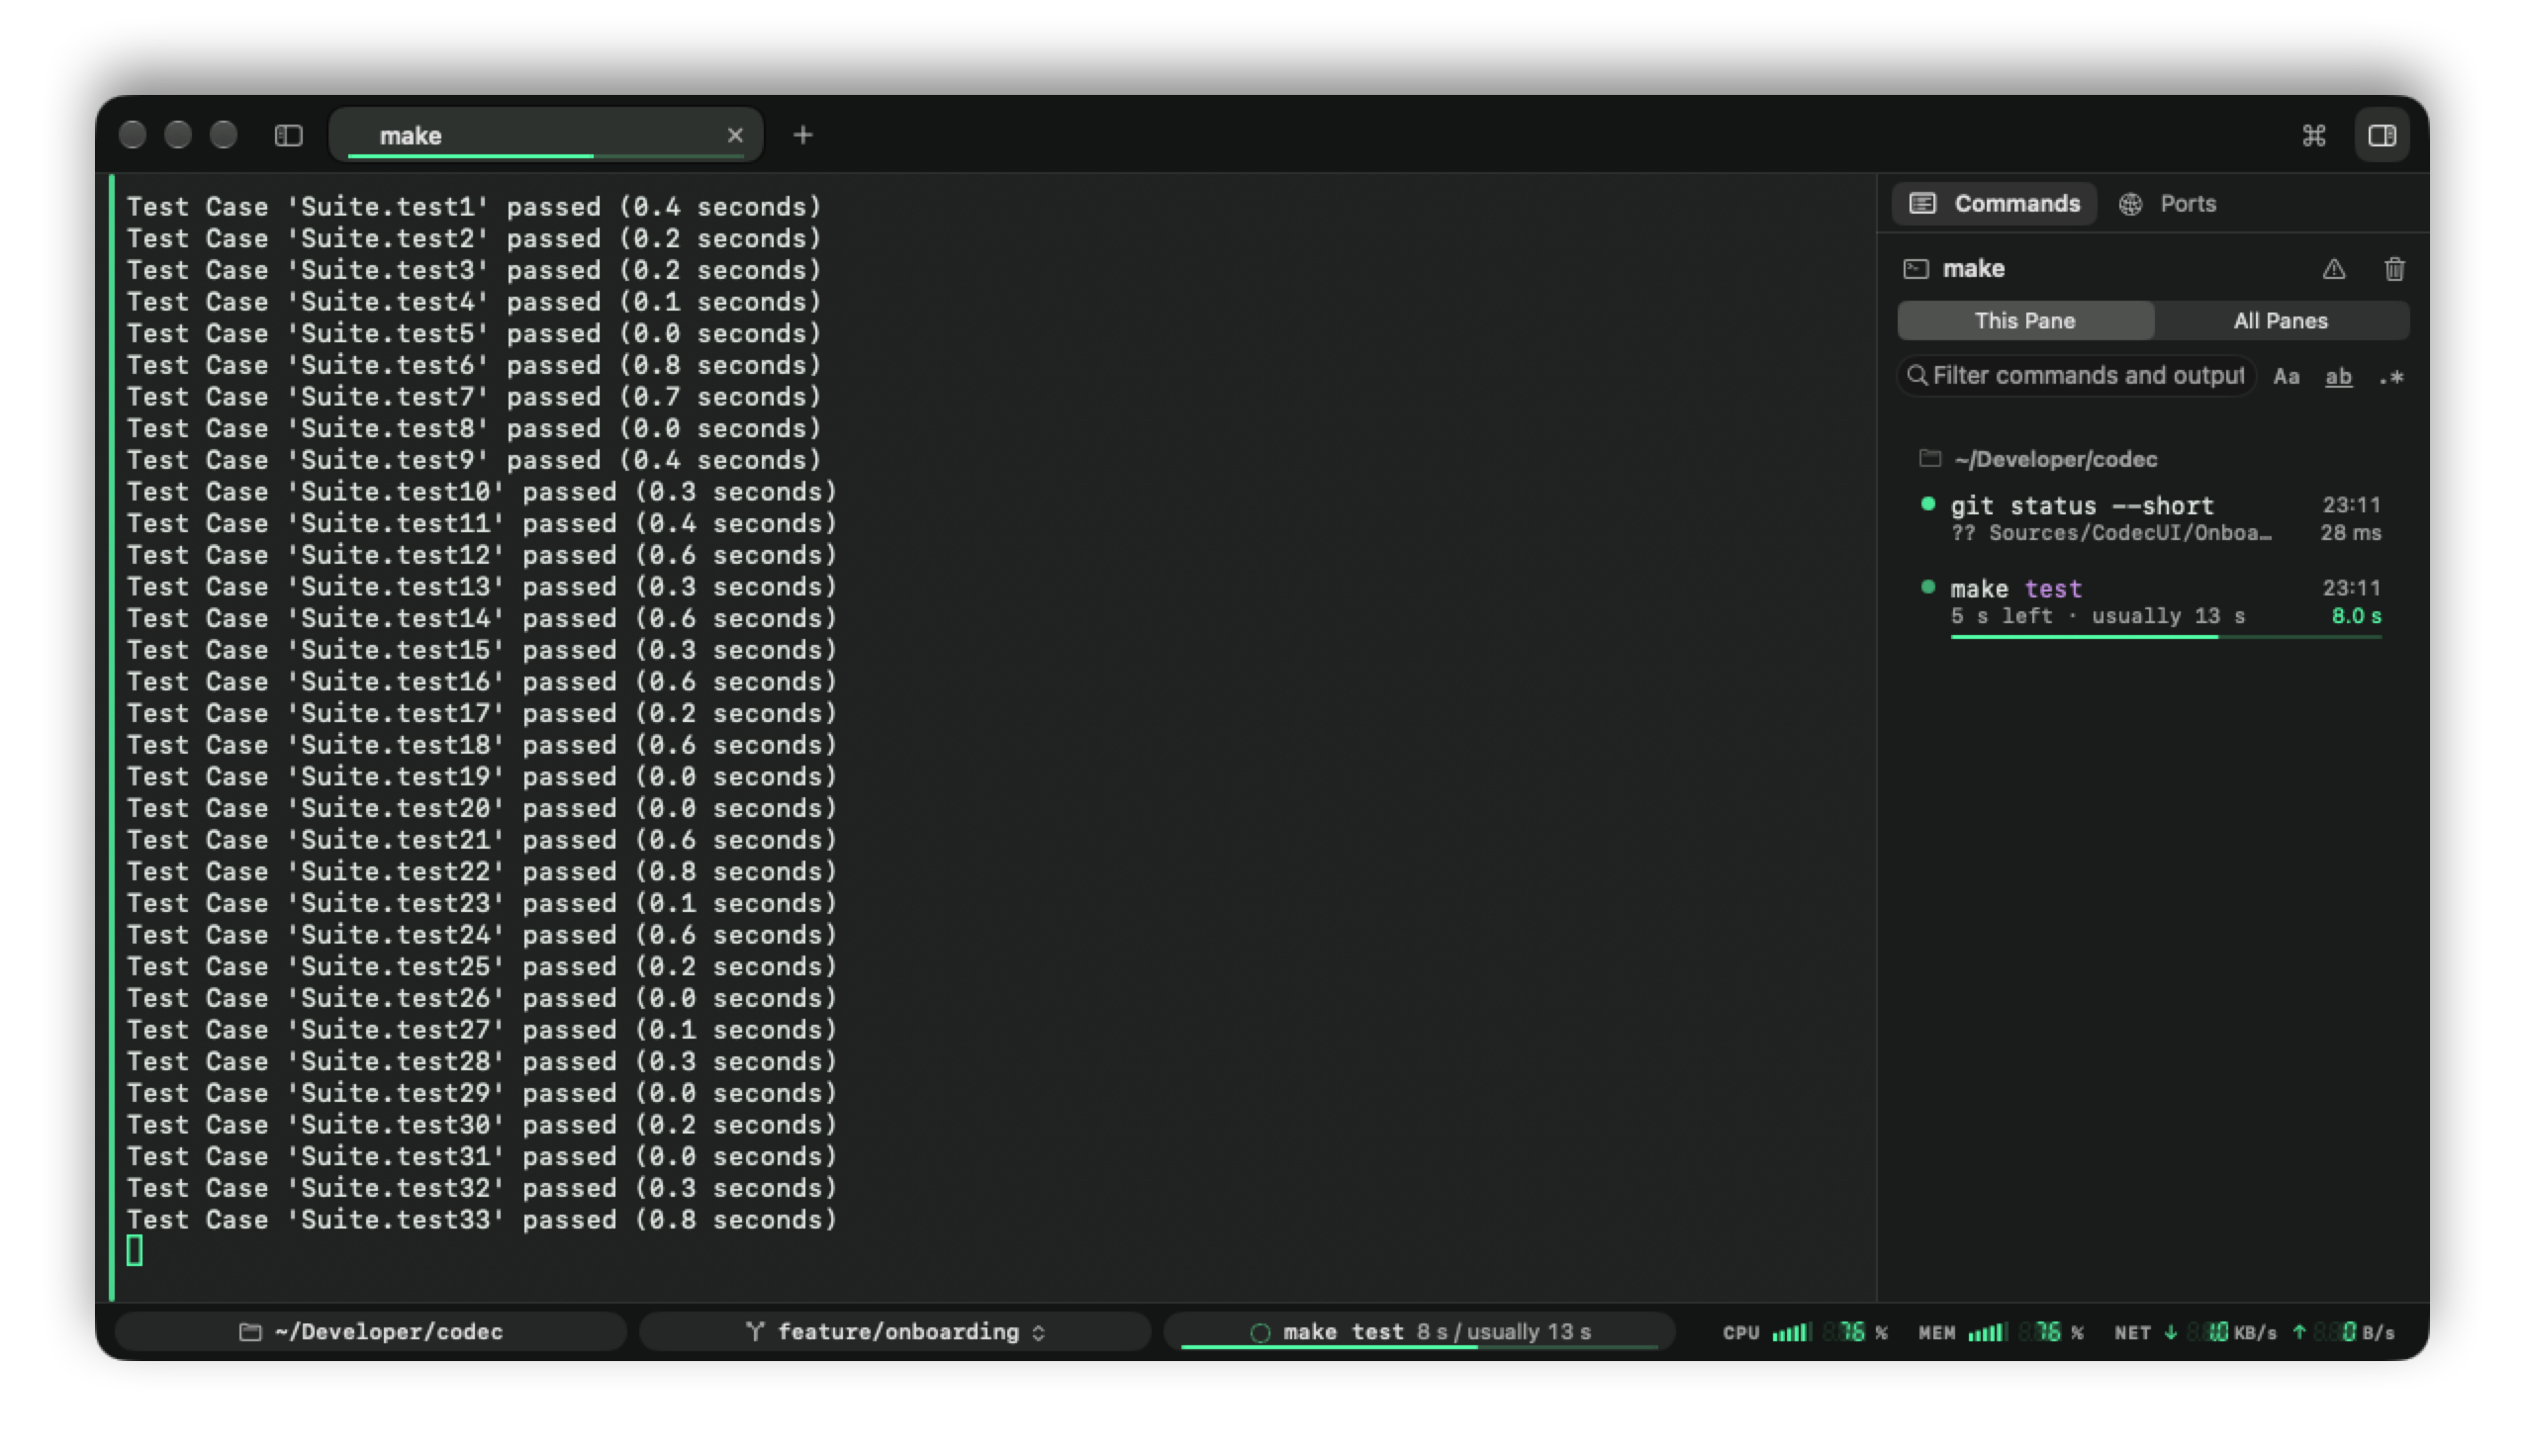 make
Test Case 'Suite.test1' passed (0.4 seconds)
Test Case 'Suite.test2' passed (0.2 seconds)
Test Case 'Suite.test3' passed (0.2 seconds)
Test Case 'Suite.test4' passed (0.1 seconds)
Test Case 'Suite.test5' passed (0.0 seconds)
Test Case 'Suite.test6' passed (0.8 seconds)
Test Case 'Suite.test7' passed (0.7 seconds)
Test Case 'Suite.test8' passed (0.0 seconds)
Test Case 'Suite.test9' passed (0.4 seconds)
Test Case 'Suite.test10' passed (0.3 seconds)
Test Case 'Suite.test11' passed (0.4 seconds)
Test Case 'Suite.test12' passed (0.6 seconds)
Test Case 'Suite.test13' passed (0.3 seconds)
Test Case 'Suite.test14' passed (0.6 seconds)
Test Case 'Suite.test15' passed (0.3 seconds)
Test Case 'Suite.test16' passed (0.6 seconds)
Test Case 'Suite.test17' passed (0.2 seconds)
Test Case 'Suite.test18' passed (0.6 seconds)
Test Case 'Suite.test19' passed (0.0 seconds)
Test Case 'Suite.test20' passed (0.0 seconds)
Test Case 'Suite.test21' passed (0.6 seconds)
Test Case 'Suite.test22' passed (0.8 seconds)
Test Case 'Suite.test23' passed (0.1 seconds)
Test Case 'Suite.test24' passed (0.6 seconds)
Test Case 'Suite.test25' passed (0.2 seconds)
Test Case 'Suite.test26' passed (0.0 seconds)
Test Case 'Suite.test27' passed (0.1 seconds)
Test Case 'Suite.test28' passed (0.3 seconds)
Test Case 'Suite.test29' passed (0.0 seconds)
Test Case 'Suite.test30' passed (0.2 seconds)
Test Case 'Suite.test31' passed (0.0 seconds)
Test Case 'Suite.test32' passed (0.3 seconds)
Test Case 'Suite.test33' passed (0.8 seconds)
Commands Ports
make
This Pane All Panes
Filter commands and output Aa ab .*
~/Developer/codec
git status --short 23:11
?? Sources/CodecUI/Onboa… 28 ms
make test 23:11
5 s left · usually 13 s 8.0 s
~/Developer/codec feature/onboarding make test 8 s / usually 13 s CPU % MEM % NET ↓ KB/s ↑ 0 B/s